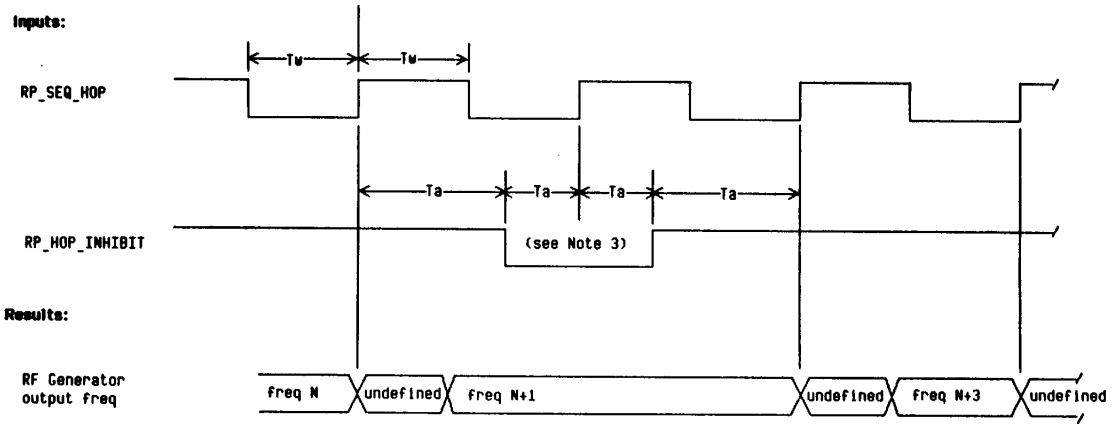 Inputs:
Tw Tw
RP_SEQ_HOP
Ta Ta Ta Ta
RP_HOP_INHIBIT (see Note 3)
Results:
RF Generator
output freq
freq N undefined freq N+1 undefined freq N+3 undefined